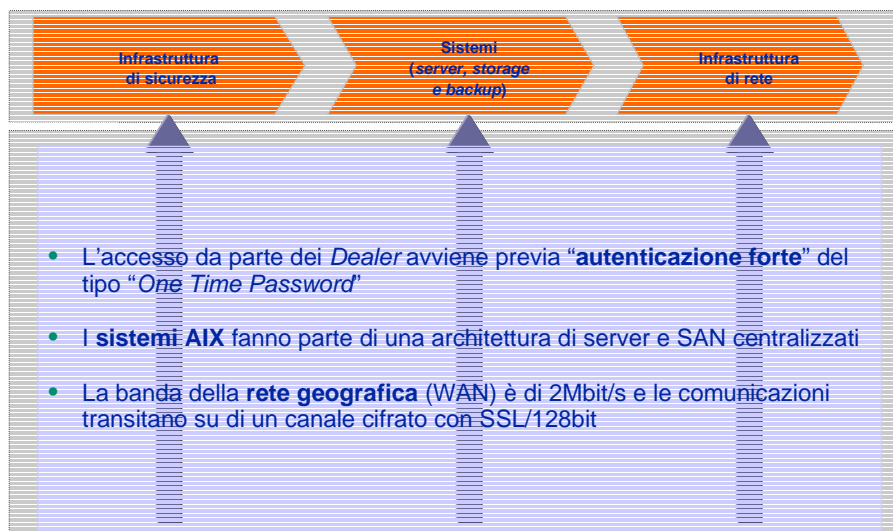 Infrastruttura
di sicurezza
Sistemi
(server, storage
e backup)
Infrastruttura
di rete
• L'accesso da parte dei Dealer avviene previa “autenticazione forte” del
tipo “One Time Password”
• I sistemi AIX fanno parte di una architettura di server e SAN centralizzati
• La banda della rete geografica (WAN) è di 2Mbit/s e le comunicazioni
transitano su di un canale cifrato con SSL/128bit